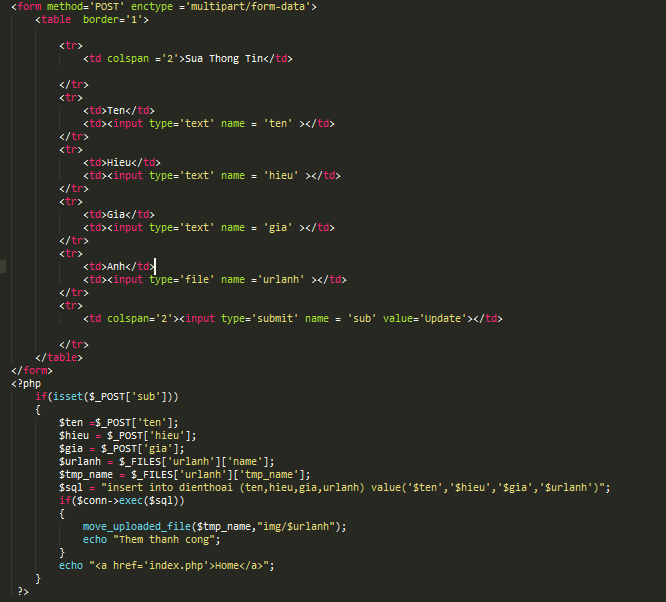 <form method='POST' enctype ='multipart/form-data'>
<table  border='1'>
<tr>
<td colspan ='2'>Sua Thong Tin</td>
</tr>
<tr>
<td>Ten</td>
<td><input type='text' name = 'ten' ></td>
</tr>
<tr>
<td>Hieu</td>
<td><input type='text' name = 'hieu' ></td>
</tr>
<tr>
<td>Gia</td>
<td><input type='text' name = 'gia' ></td>
</tr>
<tr>
<td>Anh</td>
<td><input type='file' name ='urlanh' ></td>
</tr>
<tr>
<td colspan='2'><input type='submit' name = 'sub' value='Update'></td>
</tr>
</table>
</form>
<?php
if(isset($_POST['sub']))
{
$ten =$_POST['ten'];
$hieu = $_POST['hieu'];
$gia = $_POST['gia'];
$urlanh = $_FILES['urlanh']['name'];
$tmp_name = $_FILES['urlanh']['tmp_name'];
$sql = "insert into dienthoai (ten,hieu,gia,urlanh) value('$ten','$hieu','$gia','$urlanh')";
if($conn->exec($sql))
{
move_uploaded_file($tmp_name,"img/$urlanh");
echo "Them thanh cong";
}
echo "<a href='index.php'>Home</a>";
}
?>